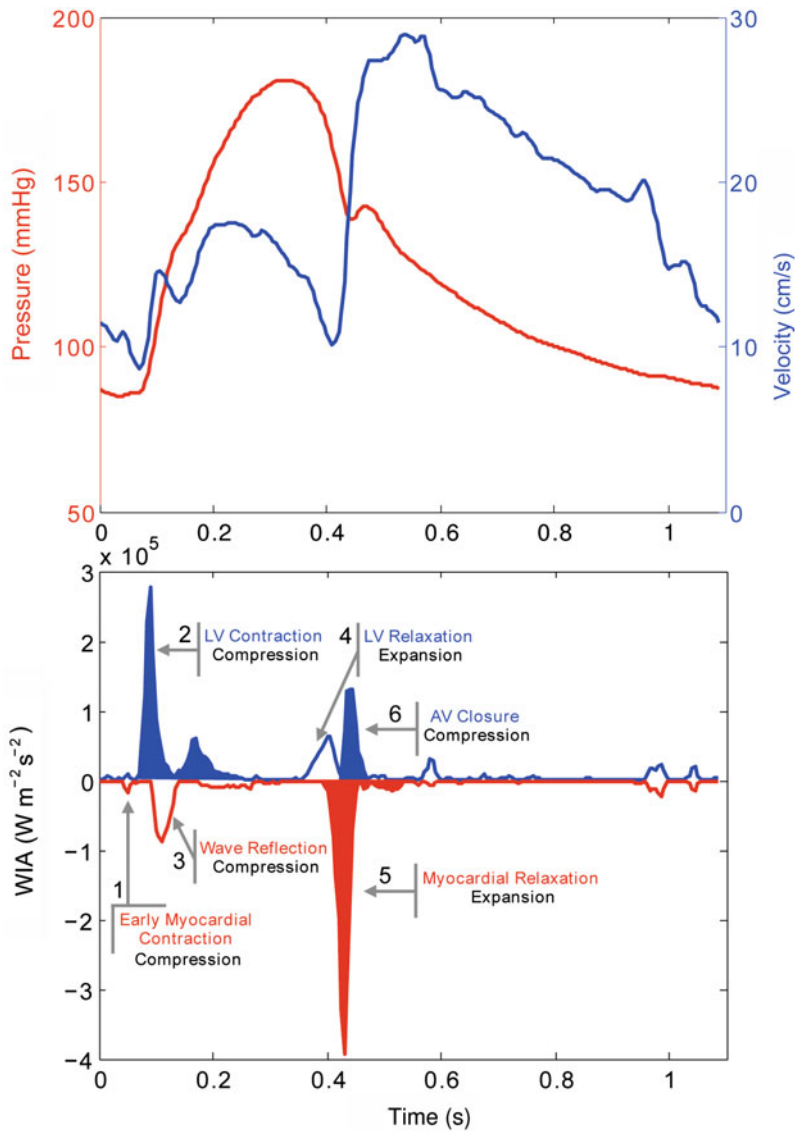 200
150
100
50
Pressure (mmHg)
30
20
10
0
Velocity (cm/s)
0
0.2
0.4
0.6
0.8
1
× 10⁵
3
2
1
0
−1
−2
−3
−4
WIA (W m⁻² s⁻²)
2
LV Contraction
Compression
4
LV Relaxation
Expansion
6
AV Closure
Compression
3
Wave Reflection
Compression
5
Myocardial Relaxation
Expansion
1
Early Myocardial
Contraction
Compression
0
0.2
0.4
0.6
0.8
1
Time (s)